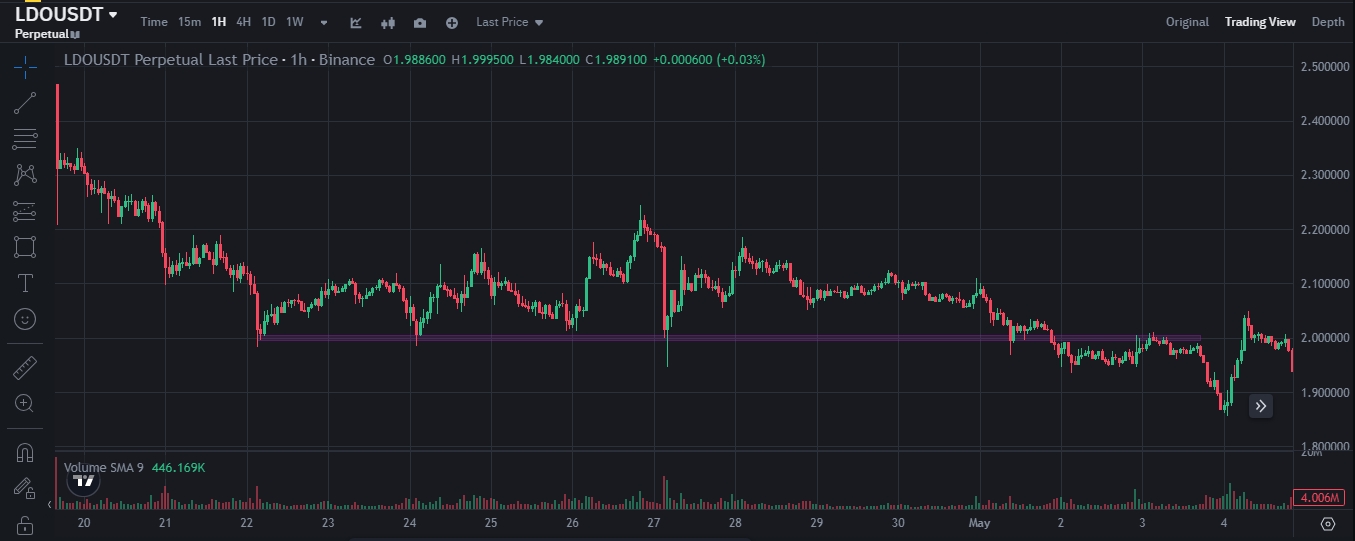 LDOUSDT
Time 15m 1H 4H 1D 1W Last Price Original Trading View Depth
Perpetual
LDOUSDT Perpetual Last Price · 1h · Binance O1.988600 H1.999500 L1.984000 C1.989100 +0.000600 (+0.03%)
2.500000
2.400000
2.300000
2.200000
2.100000
2.000000
1.900000
1.800000
20M
Volume SMA 9 446.169K
4.006M
20 21 22 23 24 25 26 27 28 29 30 May 2 3 4